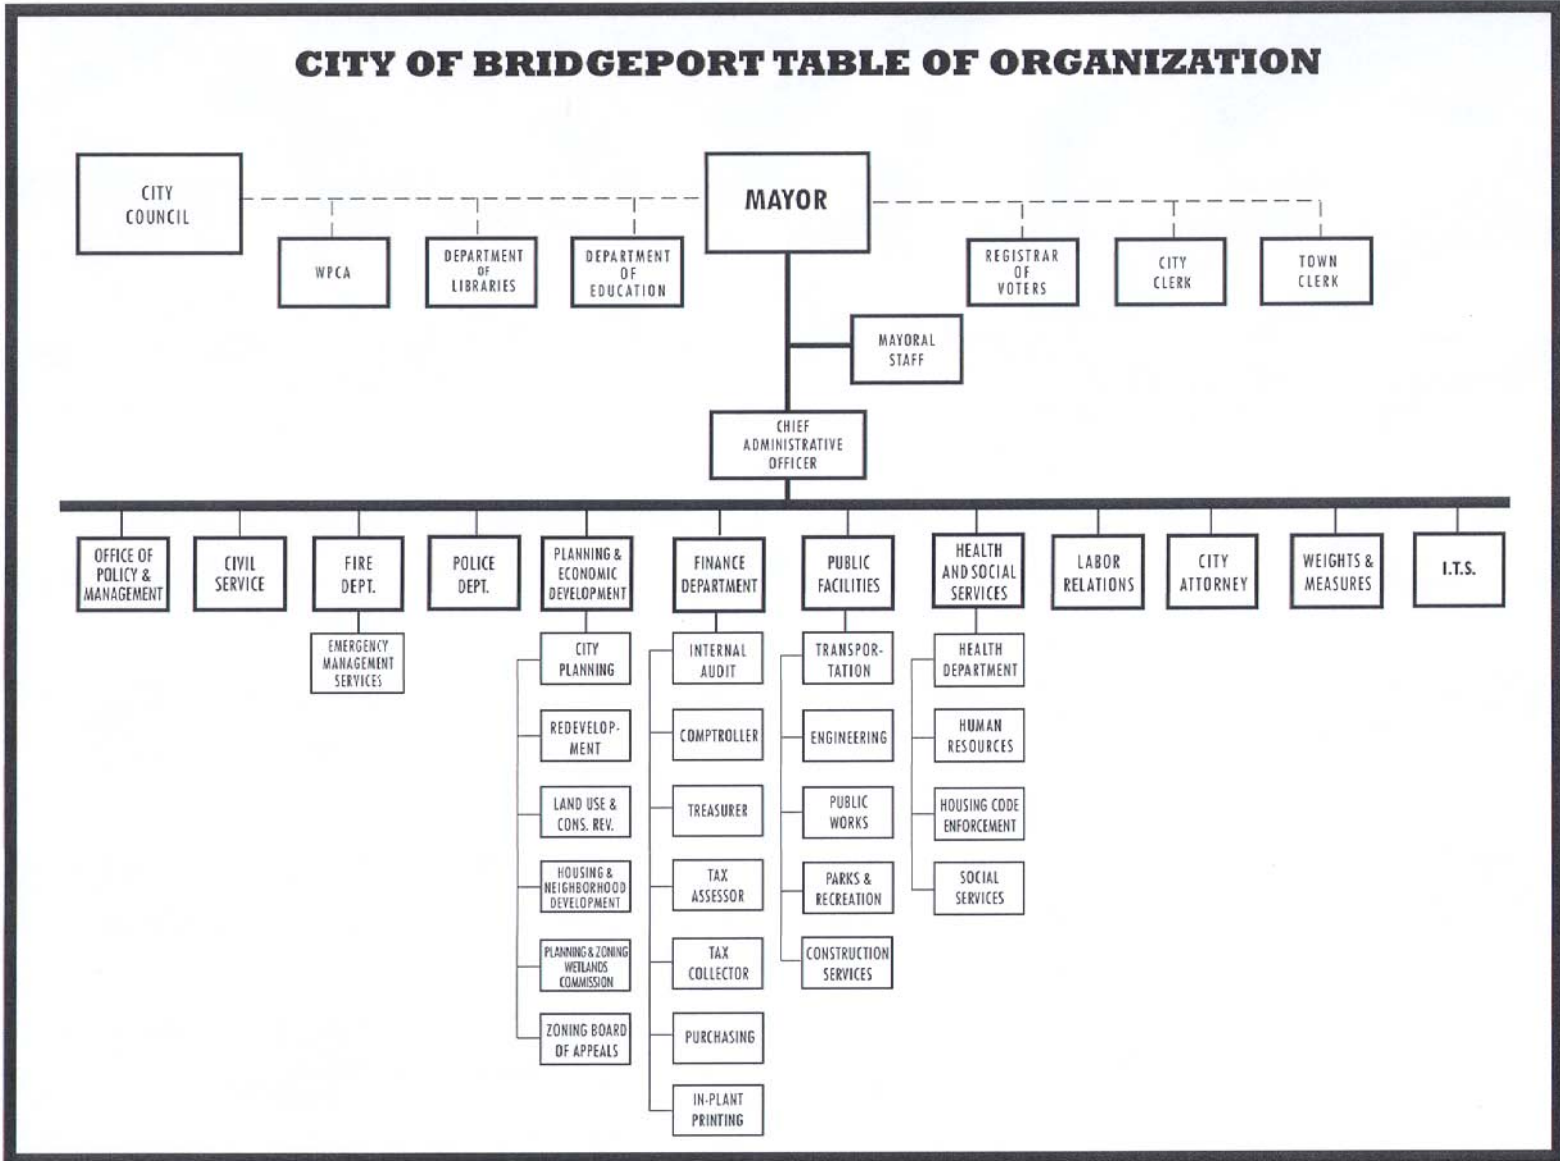 CITY OF BRIDGEPORT TABLE OF ORGANIZATION
CITY
COUNCIL
MAYOR
WPCA
DEPARTMENT
OF
LIBRARIES
DEPARTMENT
OF
EDUCATION
REGISTRAR
OF
VOTERS
CITY
CLERK
TOWN
CLERK
MAYORAL
STAFF
CHIEF
ADMINISTRATIVE
OFFICER
OFFICE OF
POLICY &
MANAGEMENT
CIVIL
SERVICE
FIRE
DEPT.
POLICE
DEPT.
PLANNING &
ECONOMIC
DEVELOPMENT
FINANCE
DEPARTMENT
PUBLIC
FACILITIES
HEALTH
AND SOCIAL
SERVICES
LABOR
RELATIONS
CITY
ATTORNEY
WEIGHTS &
MEASURES
I.T.S.
EMERGENCY
MANAGEMENT
SERVICES
CITY
PLANNING
REDEVELOP-
MENT
LAND USE &
CONS. REV.
HOUSING &
NEIGHBORHOOD
DEVELOPMENT
PLANNING & ZONING
WETLANDS
COMMISSION
ZONING BOARD
OF APPEALS
INTERNAL
AUDIT
COMPTROLLER
TREASURER
TAX
ASSESSOR
TAX
COLLECTOR
PURCHASING
IN-PLANT
PRINTING
TRANSPOR-
TATION
ENGINEERING
PUBLIC
WORKS
PARKS &
RECREATION
CONSTRUCTION
SERVICES
HEALTH
DEPARTMENT
HUMAN
RESOURCES
HOUSING CODE
ENFORCEMENT
SOCIAL
SERVICES